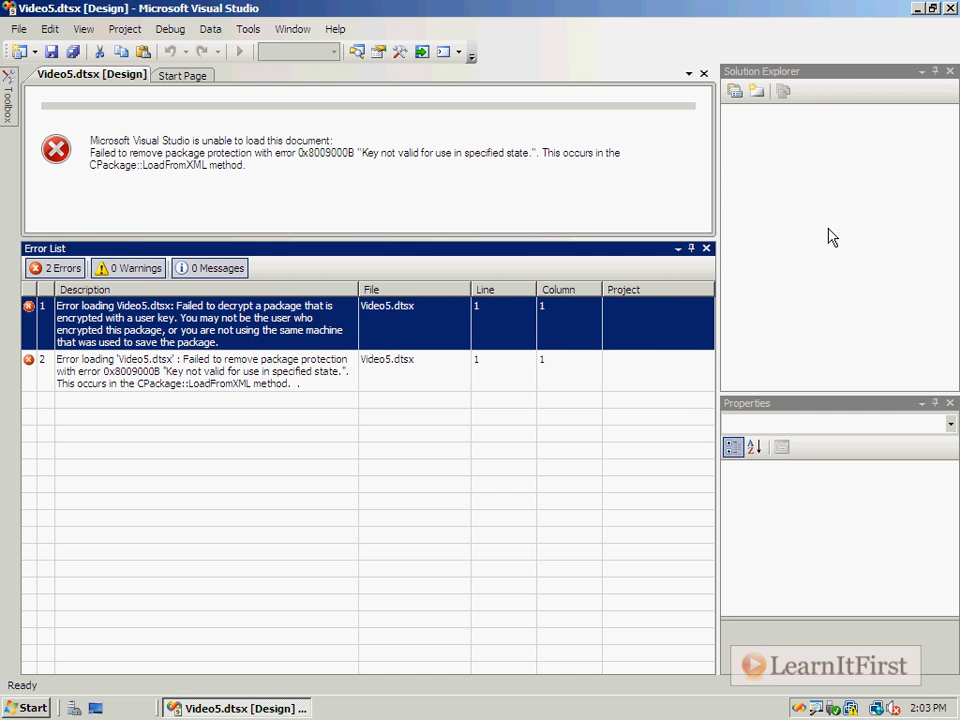 Video5.dtsx [Design] - Microsoft Visual Studio
File Edit View Project Debug Data Tools Window Help
Video5.dtsx [Design] Start Page
Toolbox
Microsoft Visual Studio is unable to load this document:
Failed to remove package protection with error 0x8009000B "Key not valid for use in specified state.". This occurs in the
CPackage::LoadFromXML method.
Solution Explorer
Error List
2 Errors 0 Warnings 0 Messages
Description File Line Column Project
1 Error loading Video5.dtsx: Failed to decrypt a package that is Video5.dtsx 1 1
encrypted with a user key. You may not be the user who
encrypted this package, or you are not using the same machine
that was used to save the package.
2 Error loading 'Video5.dtsx' : Failed to remove package protection Video5.dtsx 1 1
with error 0x8009000B "Key not valid for use in specified state.".
This occurs in the CPackage::LoadFromXML method. .
Properties
LearnItFirst
Ready
Start Video5.dtsx [Design] ... 2:03 PM